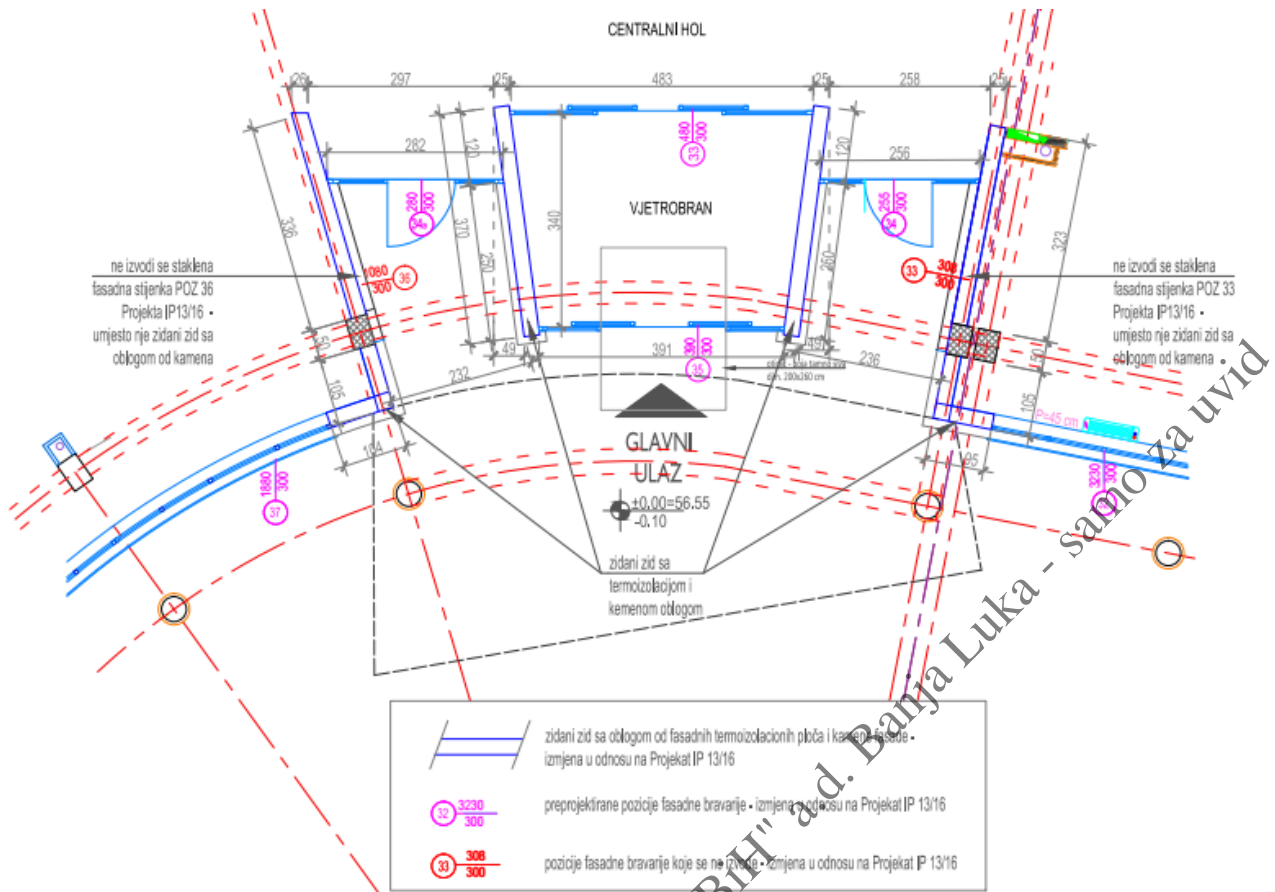 CENTRALNI HOL
26
297
25
483
25
258
25
282
120
480
300
33
120
256
336
370
250
280
300
340
VJETROBRAN
255
300
34
260
323
ne izvodi se staklena
fasadna stijenka POZ 36
Projekta IP13/16 -
umjesto nje zidani zid sa
oblogom od kamena
1080
300
36
33
308
300
ne izvodi se staklena
fasadna stijenka POZ 33
Projekta IP13/16 -
umjesto nje zidani zid sa
oblogom od kamena
50
105
49
391
49
232
390
300
35
236
50
105
dim. 200x260 cm
104
GLAVNI
ULAZ
±0.00=56.55
-0.10
P=45 cm
95
1880
300
37
3230
300
zidani zid sa
termoizolacijom i
kemenom oblogom
zidani zid sa oblogom od fasadnih termoizolacionih ploča i kamene fasade -
izmjena u odnosu na Projekat IP 13/16
32
3230
300
preprojektirane pozicije fasadne bravarije - izmjena u odnosu na Projekat IP 13/16
33
308
300
pozicije fasadne bravarije koje se ne izvode - izmjena u odnosu na Projekat IP 13/16
BiH" a.d. Banja Luka - samo za uvid